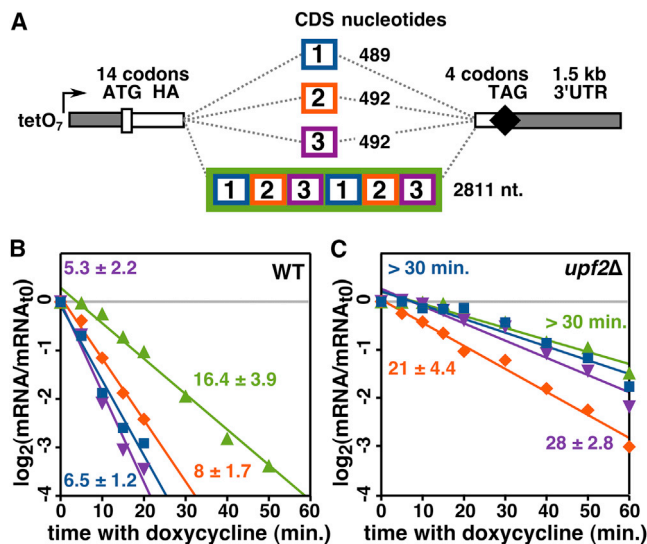 A
CDS nucleotides
1 489
14 codons
ATG HA
2 492
4 codons 1.5 kb
TAG 3'UTR
tetO7
3 492
1 2 3 1 2 3 2811 nt.
B
5.3 ± 2.2 WT
0
-1
-2
-3
-4
log2(mRNA/mRNAt0)
16.4 ± 3.9
8 ± 1.7
6.5 ± 1.2
0 10 20 30 40 50 60
time with doxycycline (min.)
C
> 30 min. upf2Δ
0
-1
-2
-3
-4
log2(mRNA/mRNAt0)
> 30 min.
21 ± 4.4
28 ± 2.8
0 10 20 30 40 50 60
time with doxycycline (min.)